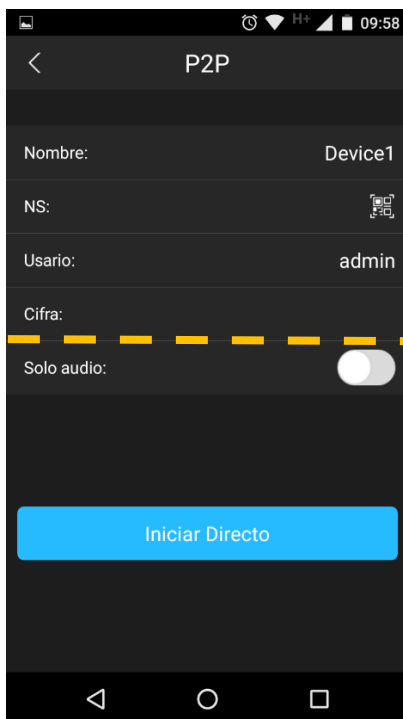 H+ 09:58
P2P
Nombre: Device1
NS:
Usario: admin
Cifra:
Solo audio:
Iniciar Directo